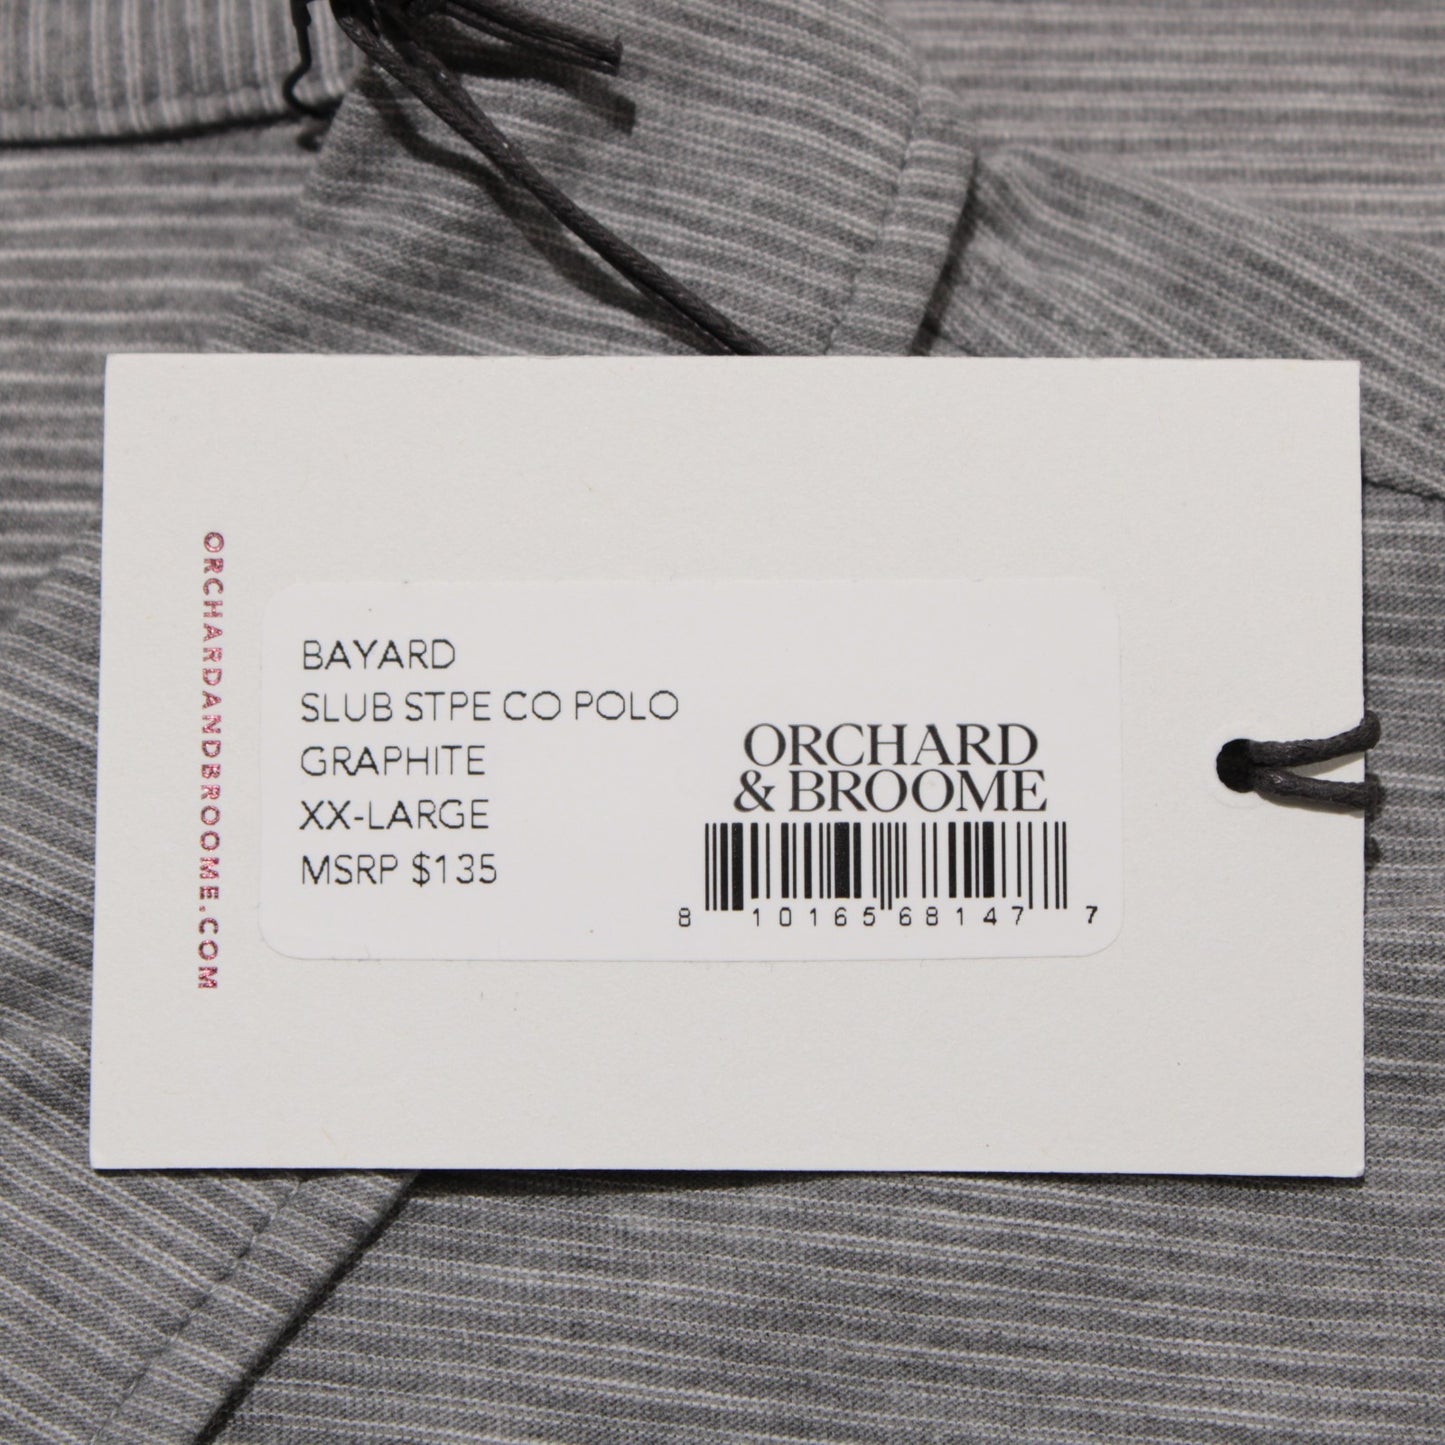 ORCHARDANDBROOME.COM
BAYARD
SLUB STPE CO POLO
GRAPHITE
XX-LARGE
MSRP $135
ORCHARD
& BROOME
8 10165 68147 7